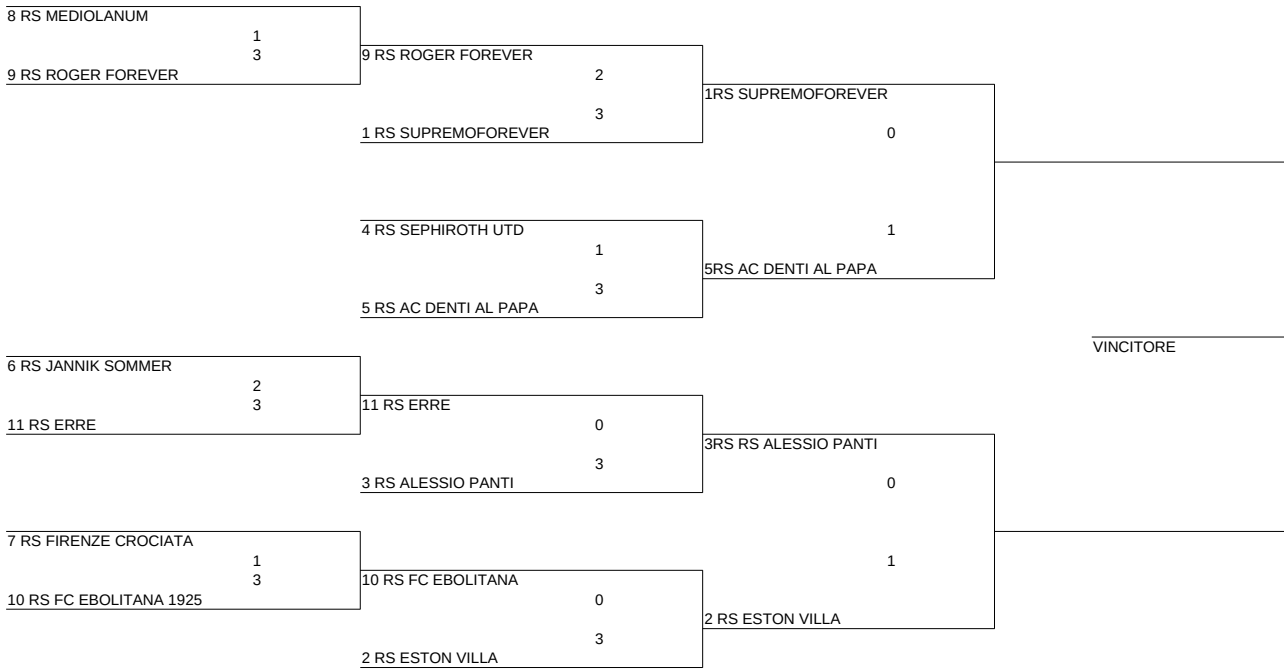 8 RS MEDIOLANUM
1
3
9 RS ROGER FOREVER
9 RS ROGER FOREVER
2
3
1 RS SUPREMOFOREVER
1RS SUPREMOFOREVER
0
1
5RS AC DENTI AL PAPA
4 RS SEPHIROTH UTD
1
3
5 RS AC DENTI AL PAPA
VINCITORE
6 RS JANNIK SOMMER
2
3
11 RS ERRE
11 RS ERRE
0
3
3 RS ALESSIO PANTI
3RS RS ALESSIO PANTI
0
1
2 RS ESTON VILLA
7 RS FIRENZE CROCIATA
1
3
10 RS FC EBOLITANA 1925
10 RS FC EBOLITANA
0
3
2 RS ESTON VILLA